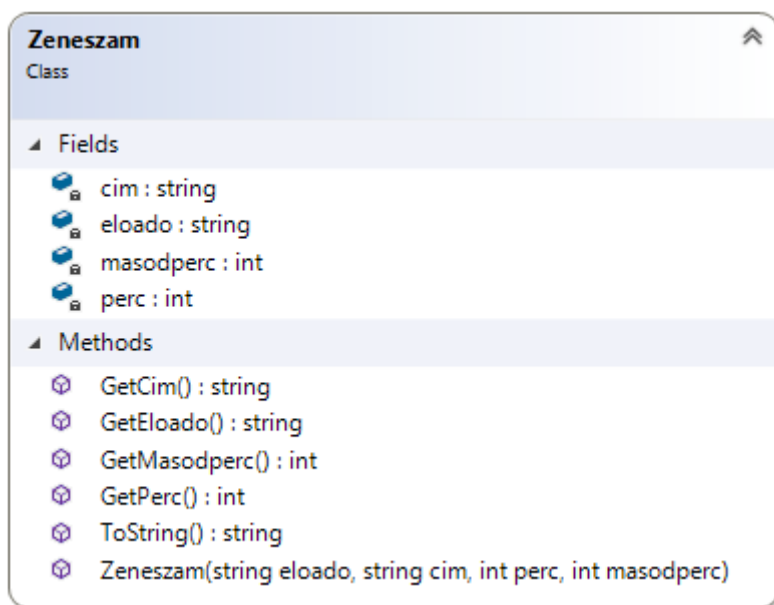 Zeneszam
Class
Fields
cim : string
eloado : string
masodperc : int
perc : int
Methods
GetCim() : string
GetEloado() : string
GetMasodperc() : int
GetPerc() : int
ToString() : string
Zeneszam(string eloado, string cim, int perc, int masodperc)